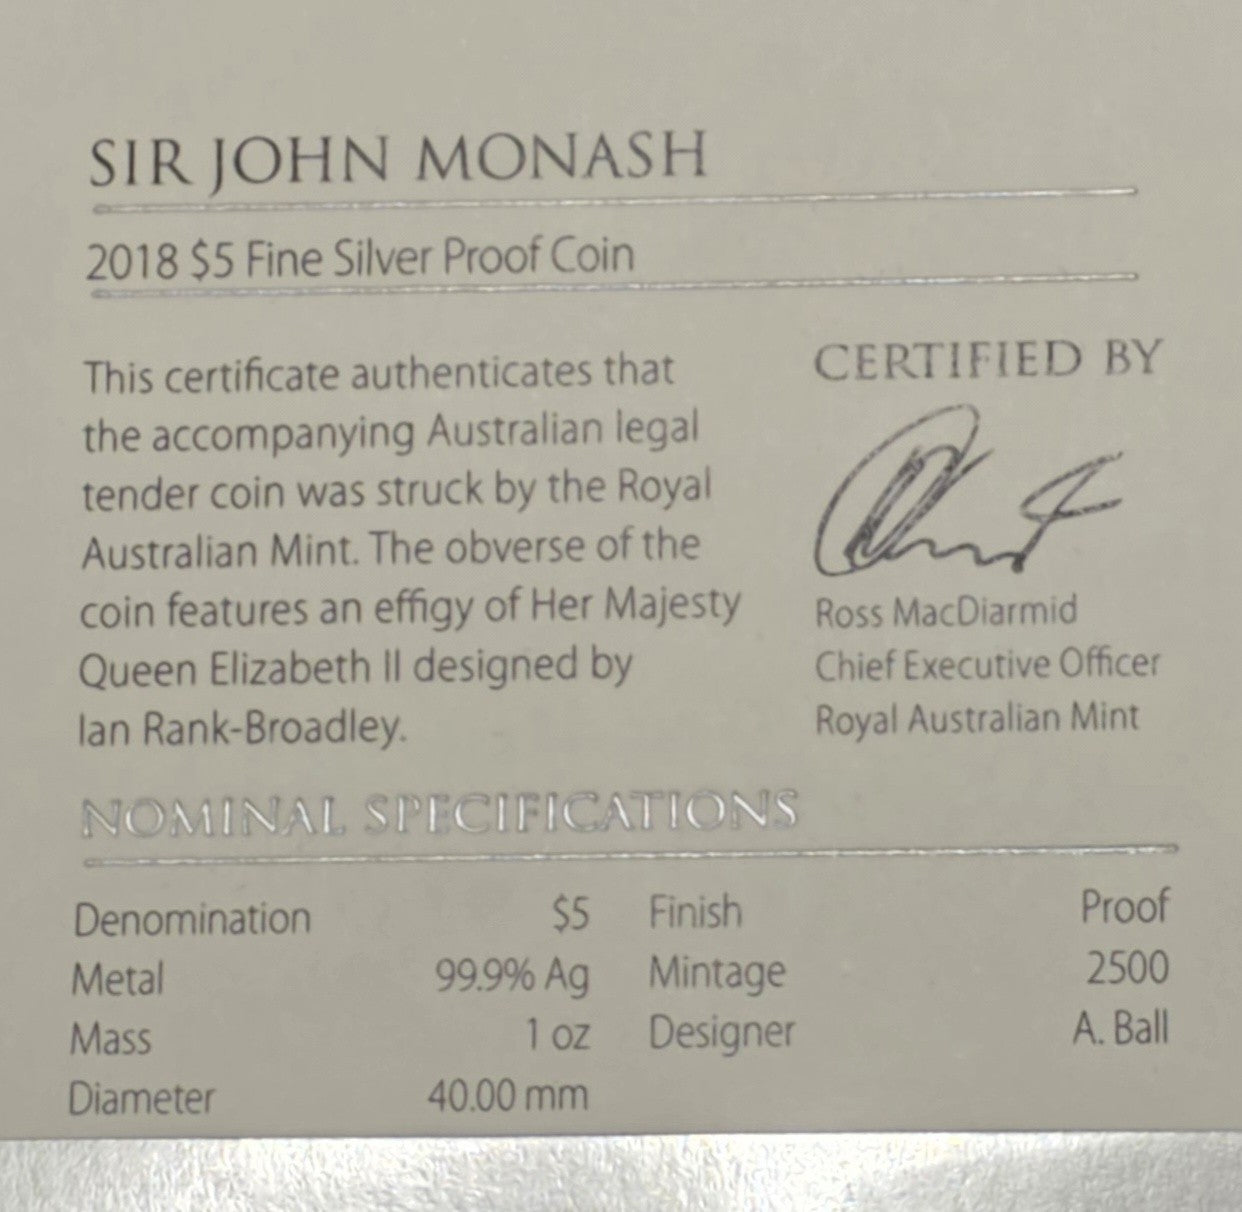 SIR JOHN MONASH
2018 $5 Fine Silver Proof Coin
This certificate authenticates that
the accompanying Australian legal
tender coin was struck by the Royal
Australian Mint. The obverse of the
coin features an effigy of Her Majesty
Queen Elizabeth II designed by
Ian Rank-Broadley.
CERTIFIED BY
Ross MacDiarmid
Chief Executive Officer
Royal Australian Mint
NOMINAL SPECIFICATIONS
Denomination $5
Metal 99.9% Ag
Mass 1 oz
Diameter 40.00 mm
Finish Proof
Mintage 2500
Designer A. Ball